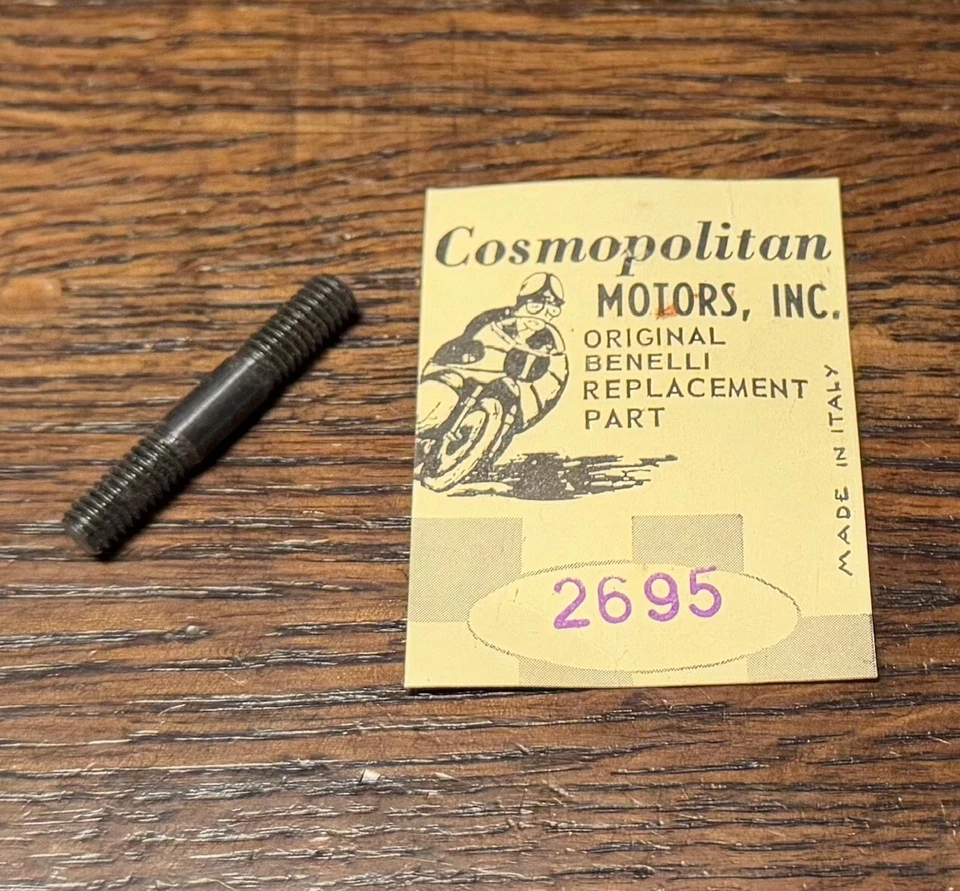 Cosmopolitan
MOTORS, INC.
ORIGINAL
BENELLI
REPLACEMENT
PART
MADE IN ITALY
2695